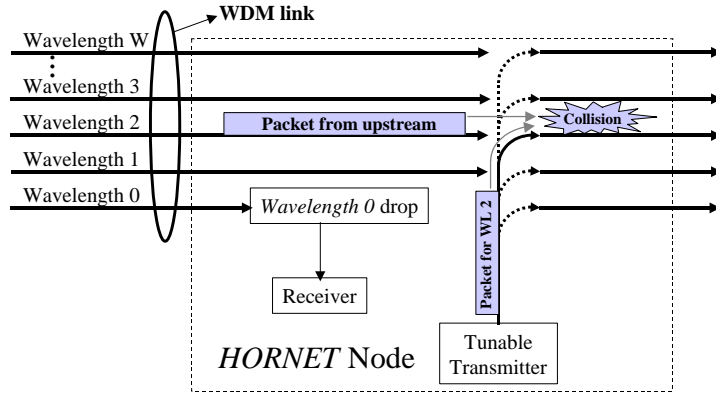 WDM link
Wavelength W
Wavelength 3
Wavelength 2
Packet from upstream
Collision
Wavelength 1
Wavelength 0
Wavelength 0 drop
Packet for WL 2
Receiver
HORNET Node
Tunable
Transmitter